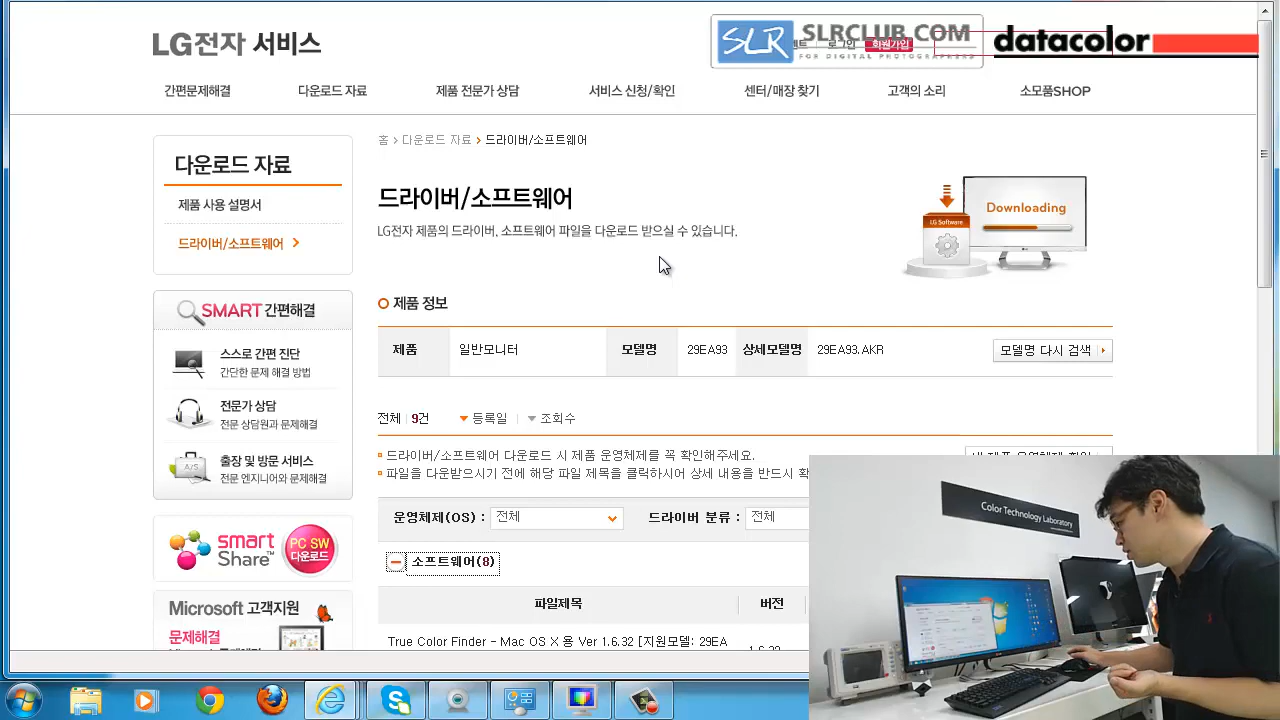 LG전자 서비스
SLR SLRCLUB.COM
FOR DIGITAL PHOTOGRAPHERS
로그인 회원가입
datacolor
간편문제해결 다운로드 자료 제품 전문가 상담 서비스 신청/확인 센터/매장 찾기 고객의 소리 소모품SHOP
다운로드 자료
제품 사용 설명서
드라이버/소프트웨어 >
SMART 간편해결
스스로 간편 진단
간단한 문제 해결 방법
전문가 상담
전문 상담원과 문제해결
A/S
출장 및 방문 서비스
전문 엔지니어와 문제해결
smart
Share™
PC SW
다운로드
Microsoft 고객지원
문제해결
홈 > 다운로드 자료 > 드라이버/소프트웨어
드라이버/소프트웨어
LG전자 제품의 드라이버, 소프트웨어 파일을 다운로드 받으실 수 있습니다.
Downloading
LG Software
제품 정보
제품 일반모니터 모델명 29EA93 상세모델명 29EA93.AKR 모델명 다시 검색
전체 9건 등록일 조회수
드라이버/소프트웨어 다운로드 시 제품 운영체제를 꼭 확인해주세요.
파일을 다운받으시기 전에 해당 파일 제목을 클릭하시어 상세 내용을 반드시 확
운영체제(OS) : 전체 드라이버 분류 : 전체
소프트웨어(8)
파일제목 버전
True Color Finder - Mac OS X 용 Ver 1.6.32 [지원모델: 29EA
1.6.32
Color Technology Laboratory